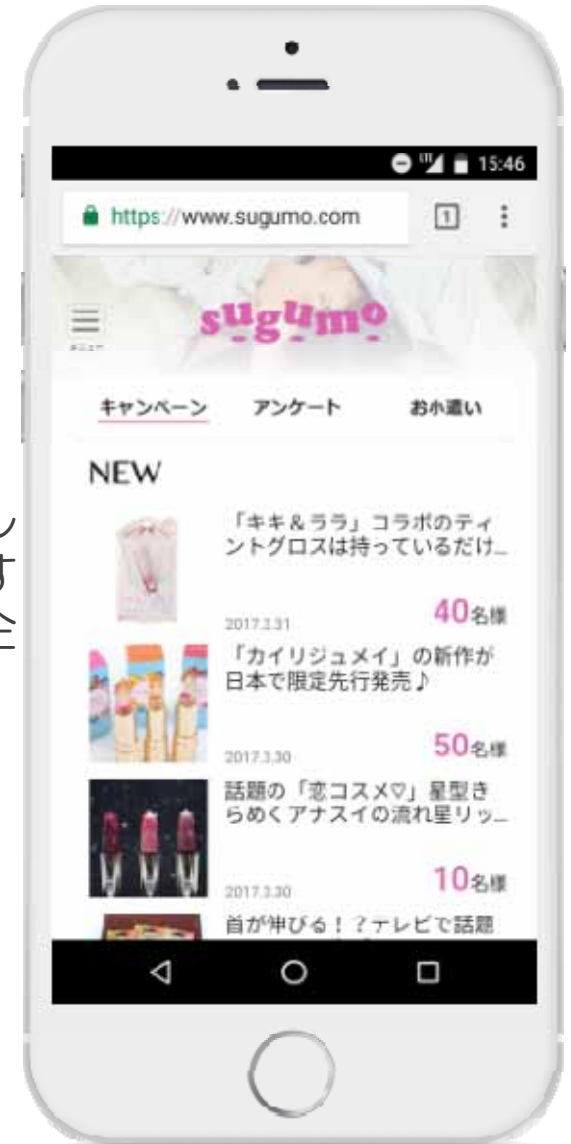 15:46
https://www.sugumo.com
1
sugumo
メニュー
キャンペーン アンケート お小遣い
NEW
「キキ＆ララ」コラボのティ
ントグロスは持っているだけ...
2017.3.31
40名様
「カイリジュメイ」の新作が
日本で限定先行発売♪
2017.3.30
50名様
話題の「恋コスメ♡」星型き
らめくアナスイの流れ星リッ...
2017.3.30
10名様
首が伸びる！？テレビで話題